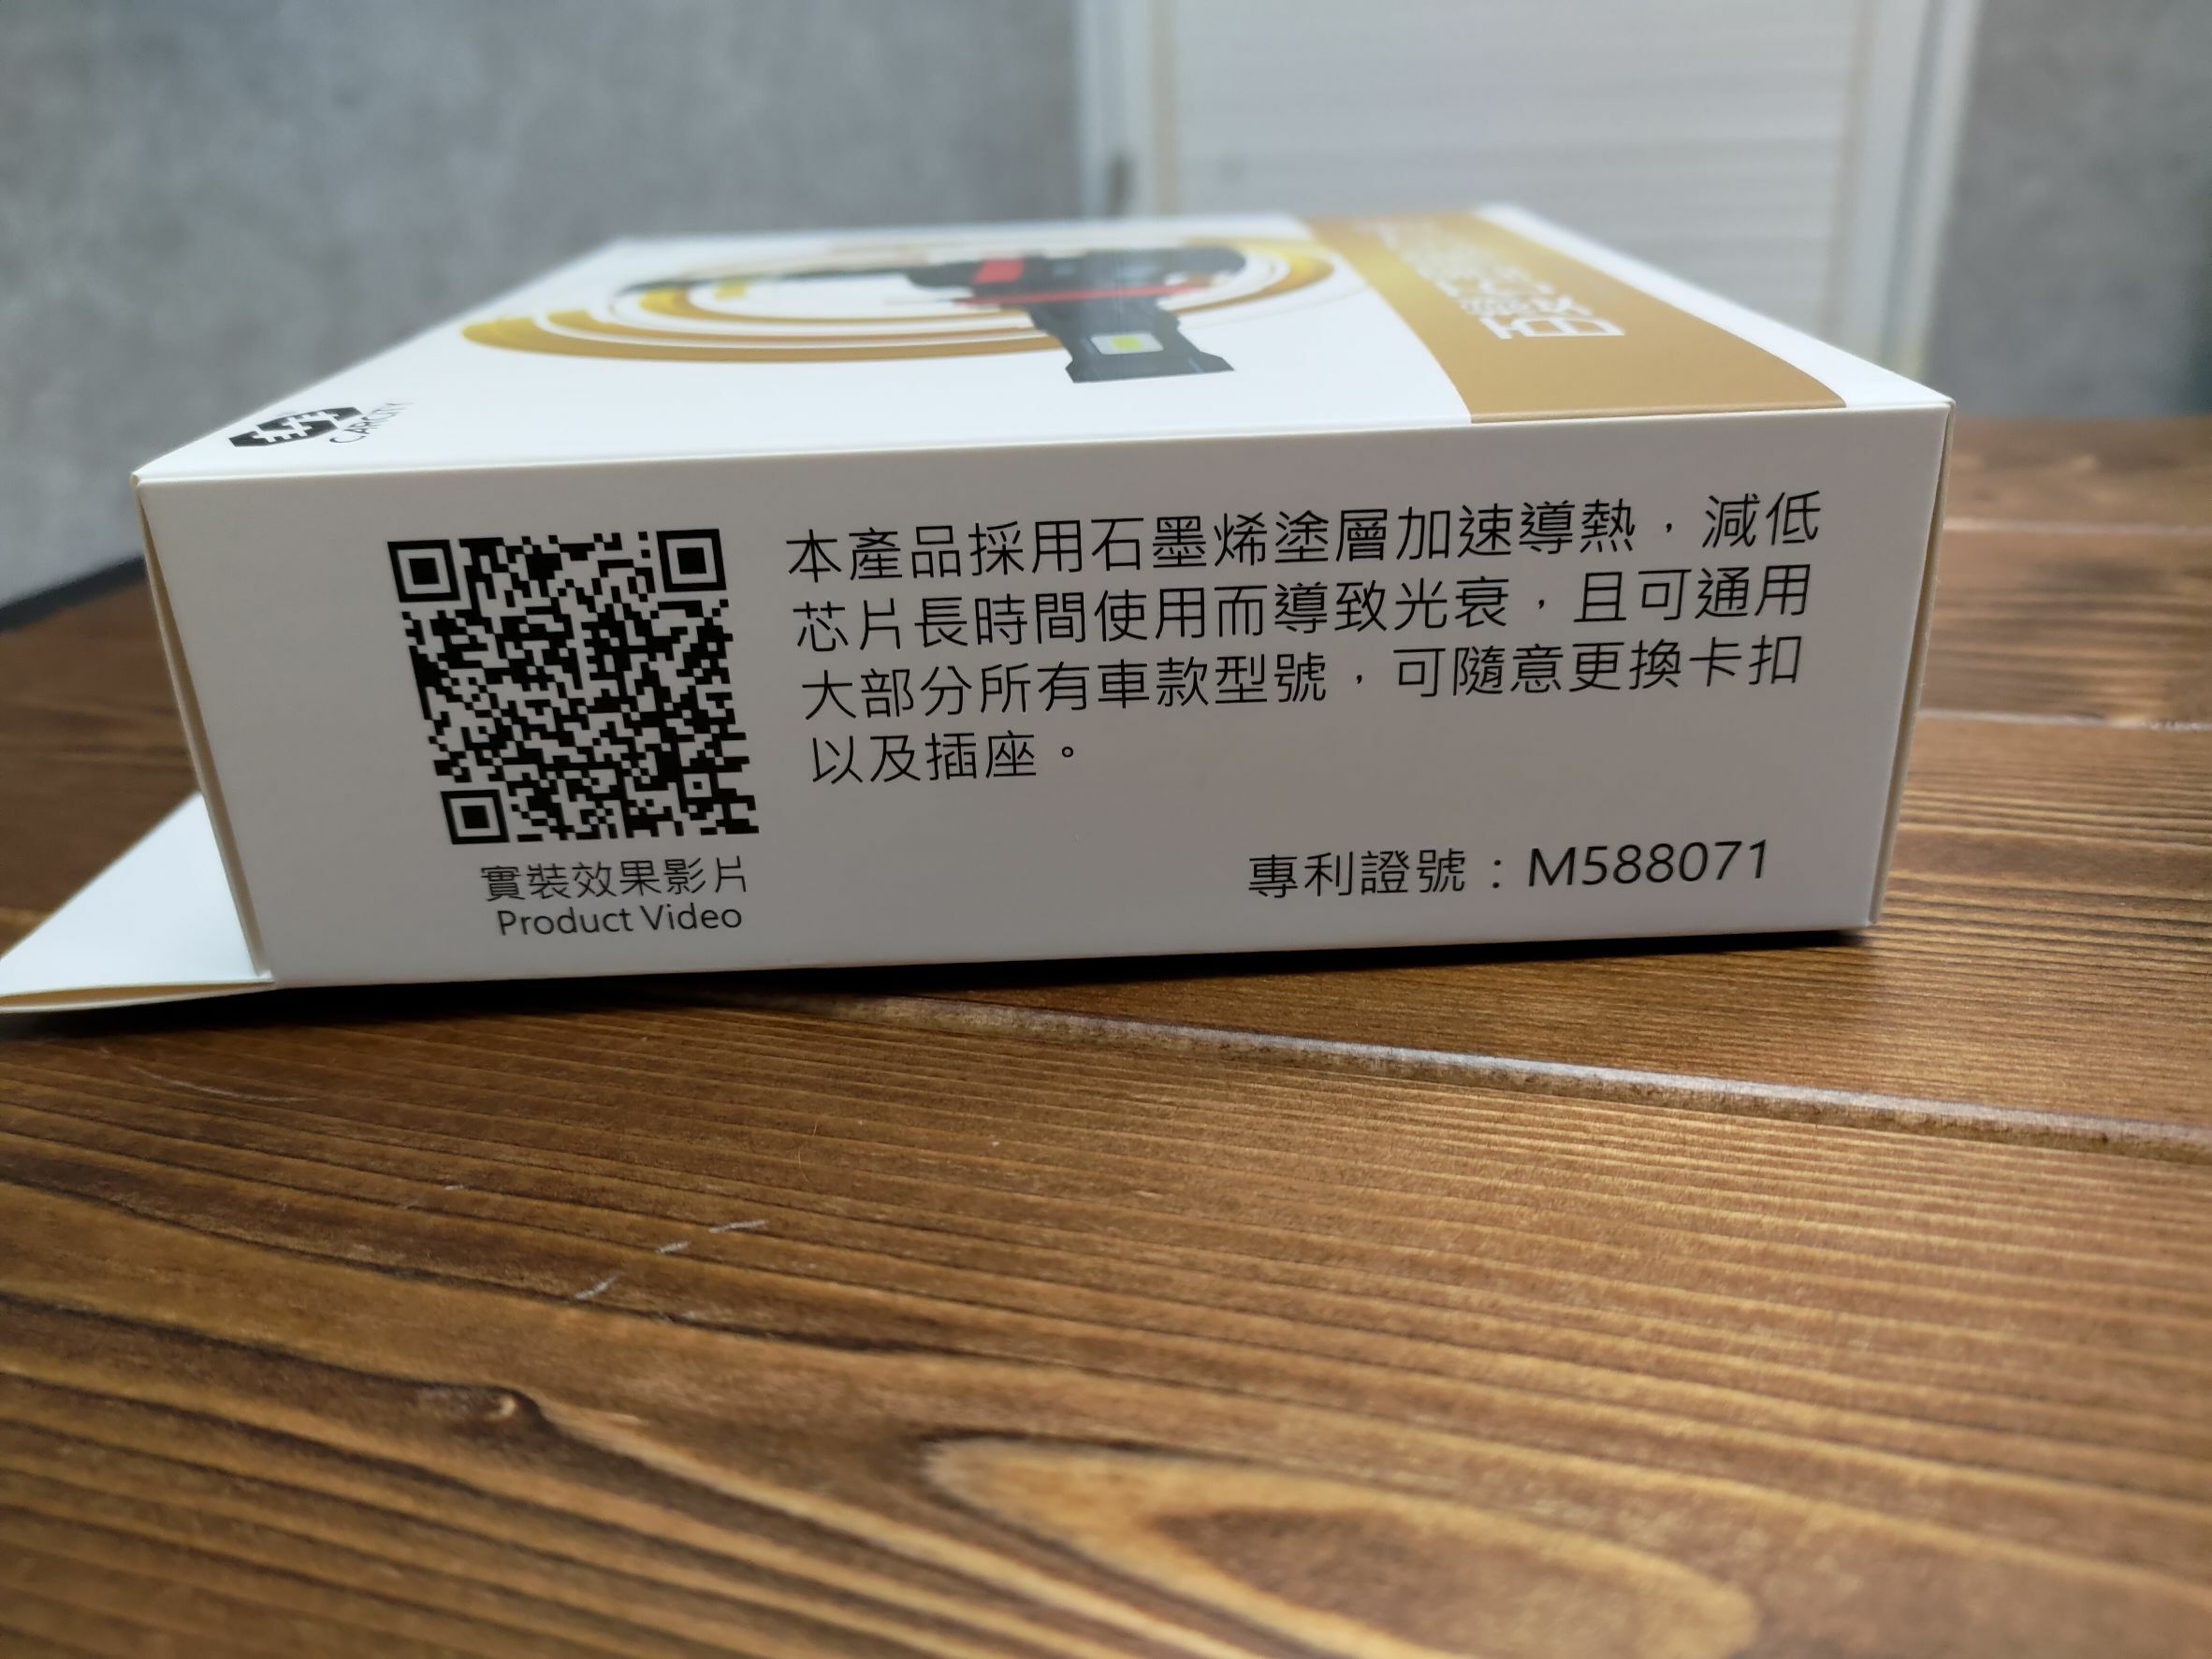 CARCITY
本產品採用石墨烯塗層加速導熱，減低
芯片長時間使用而導致光衰，且可通用
大部分所有車款型號，可隨意更換卡扣
以及插座。
實裝效果影片
Product Video
專利證號：M588071